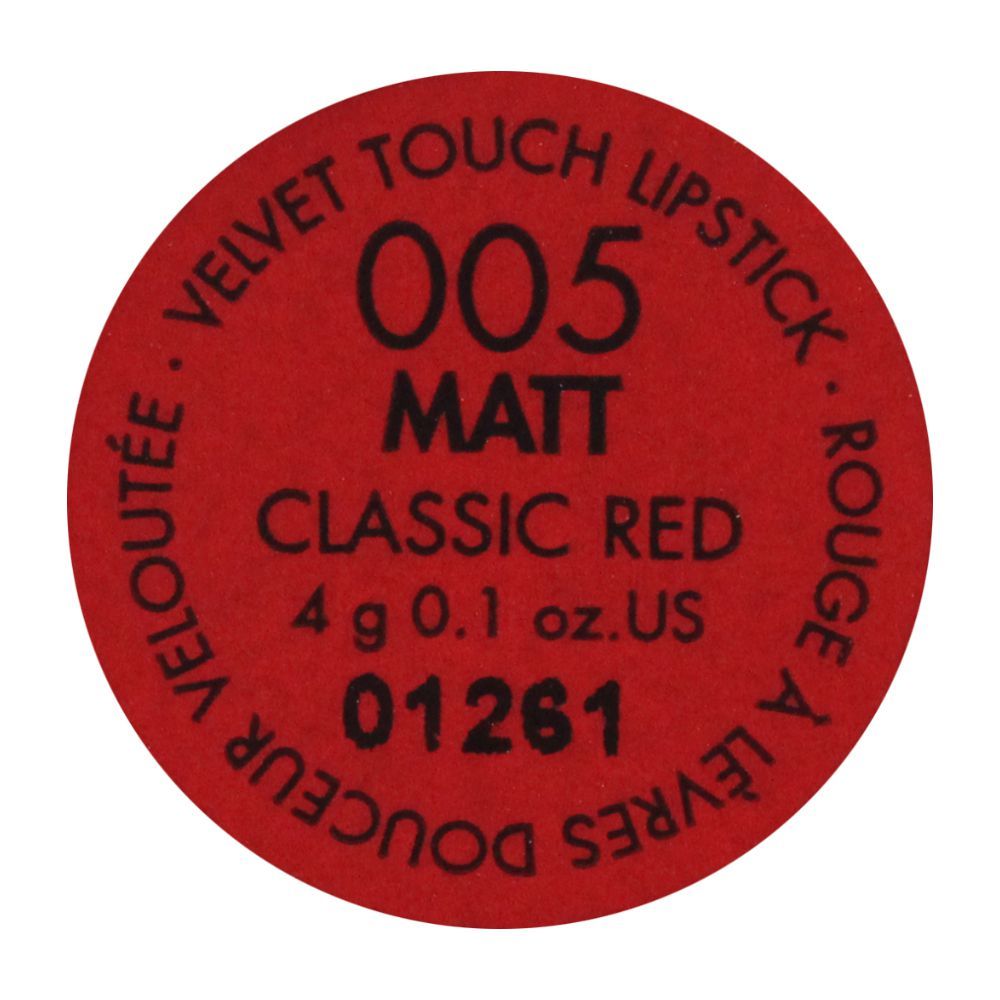 · VELVET TOUCH LIPSTICK · ROUGE À LÈVRES DOUCEUR VELOUTÉE
005
MATT
CLASSIC RED
4 g 0.1 oz.US
01261